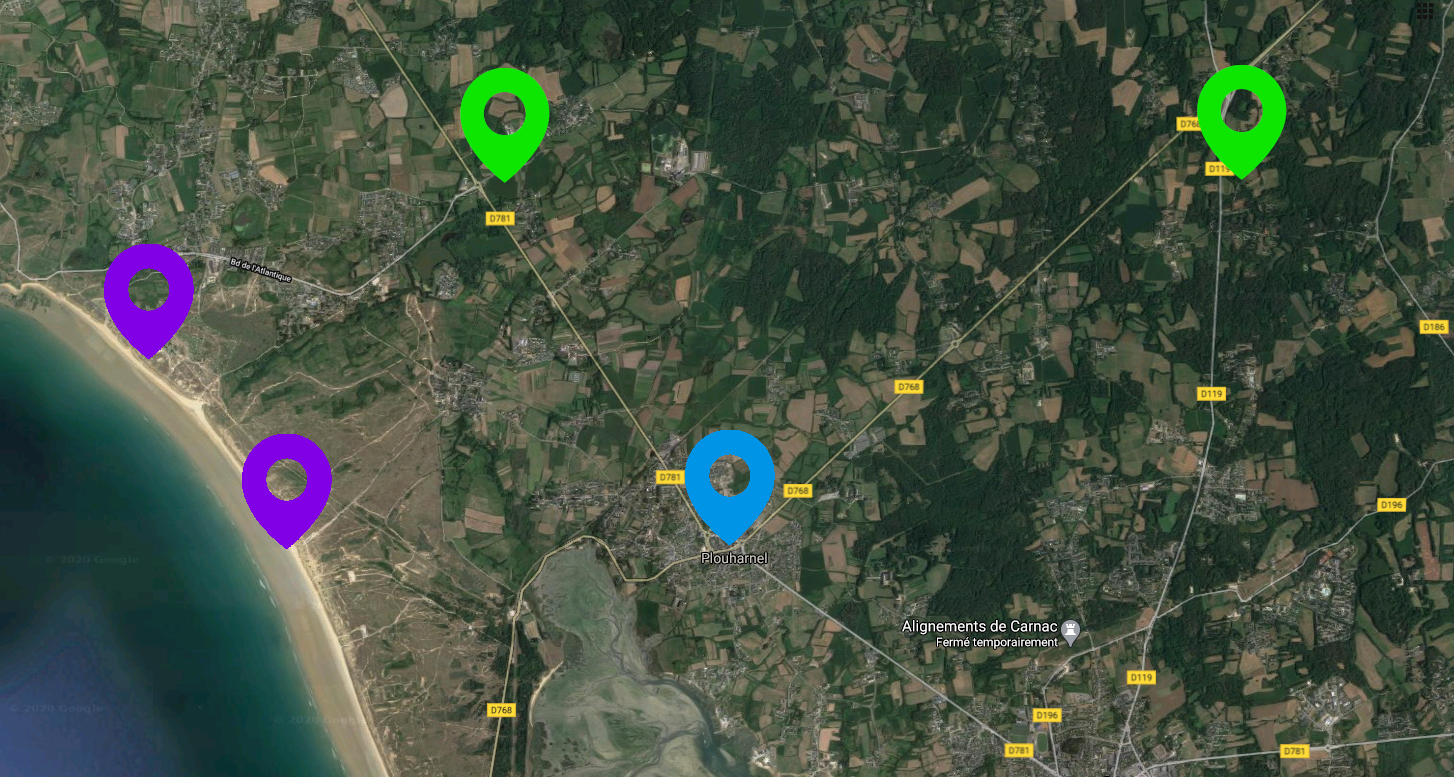 D768
D119
D781
Bd de l'Atlantique
D186
D768
D119
D781
D768
D196
Plouharnel
Alignements de Carnac
Fermé temporairement
D119
D768
D196
D781
D781
© 2020 Google
© 2020 Google
© 2020 Google